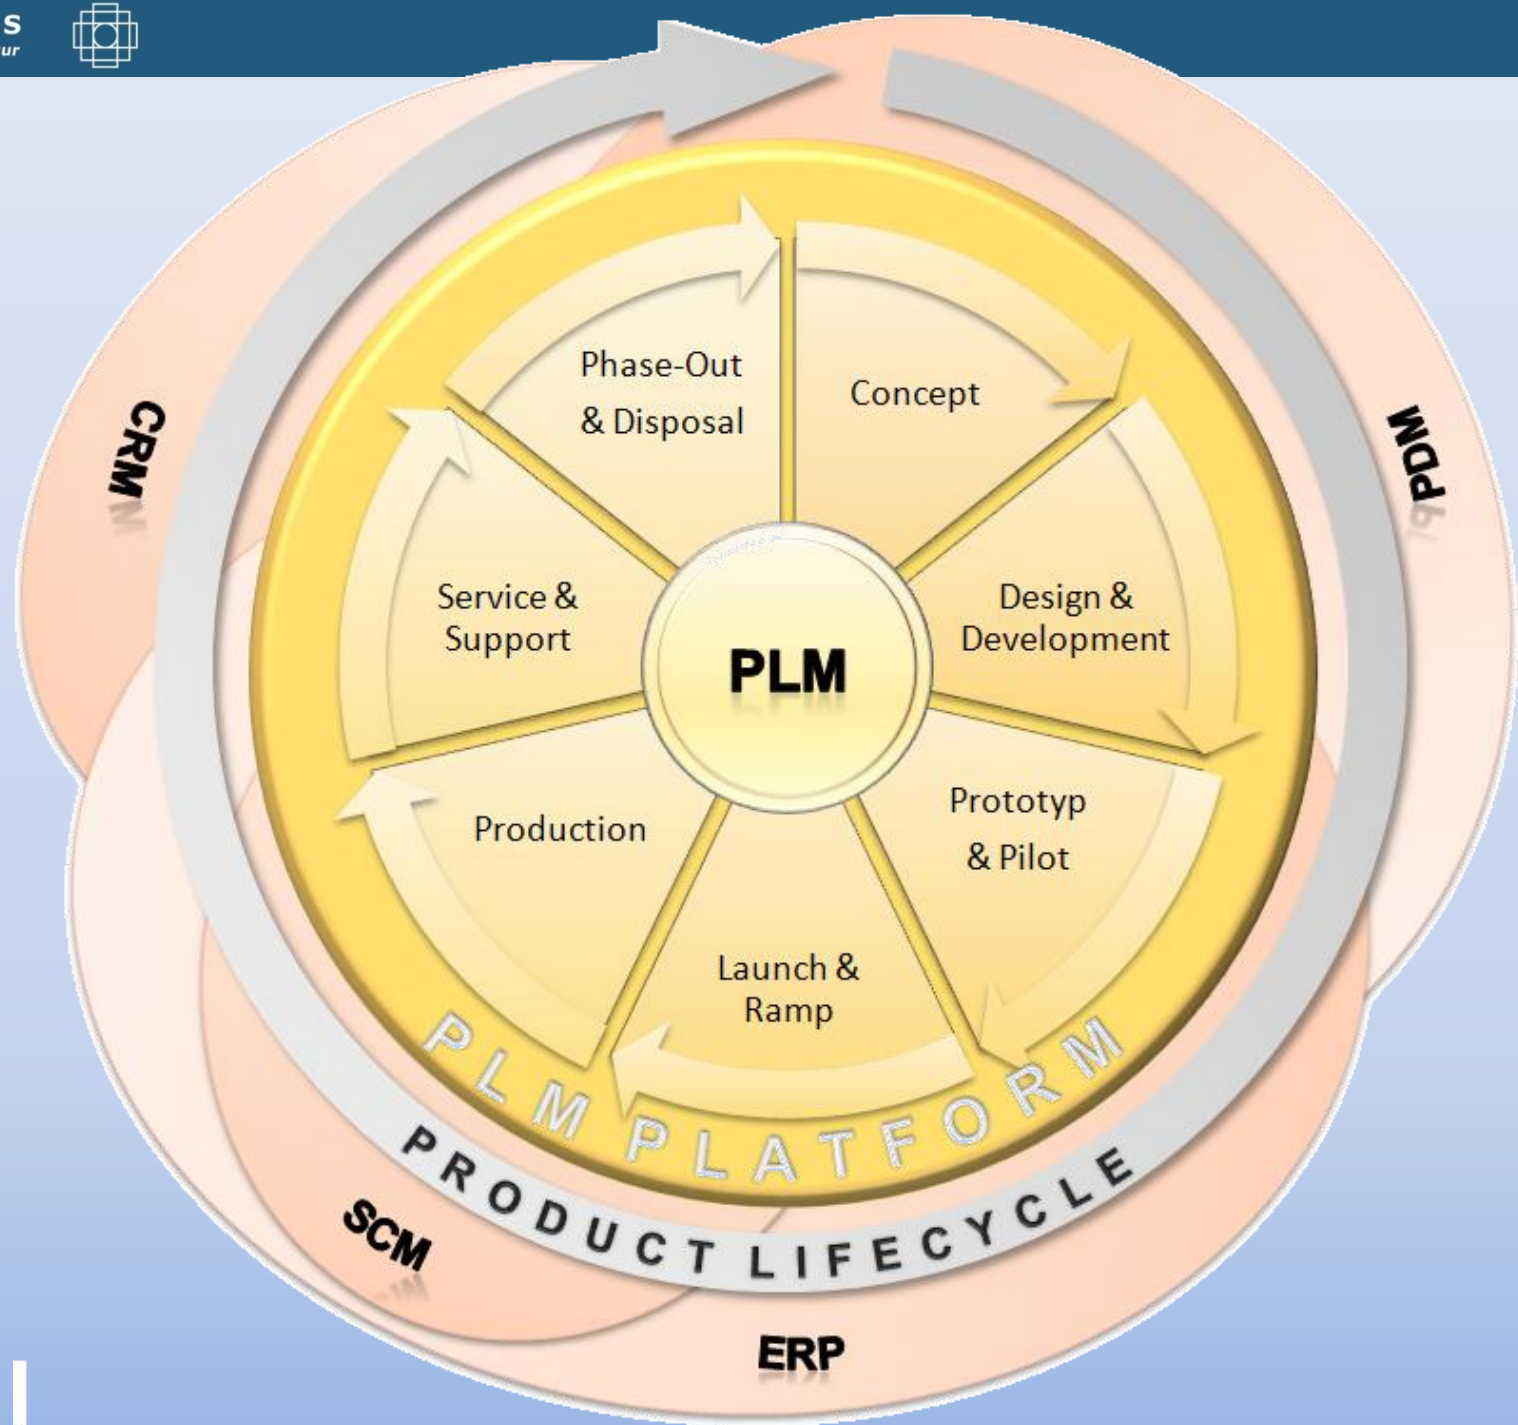 S
ur
Phase-Out
& Disposal
Concept
CRM
PDM
Service &
Support
Design &
Development
PLM
Production
Prototyp
& Pilot
Launch &
Ramp
PLM PLATFORM
PRODUCT LIFECYCLE
SCM
ERP